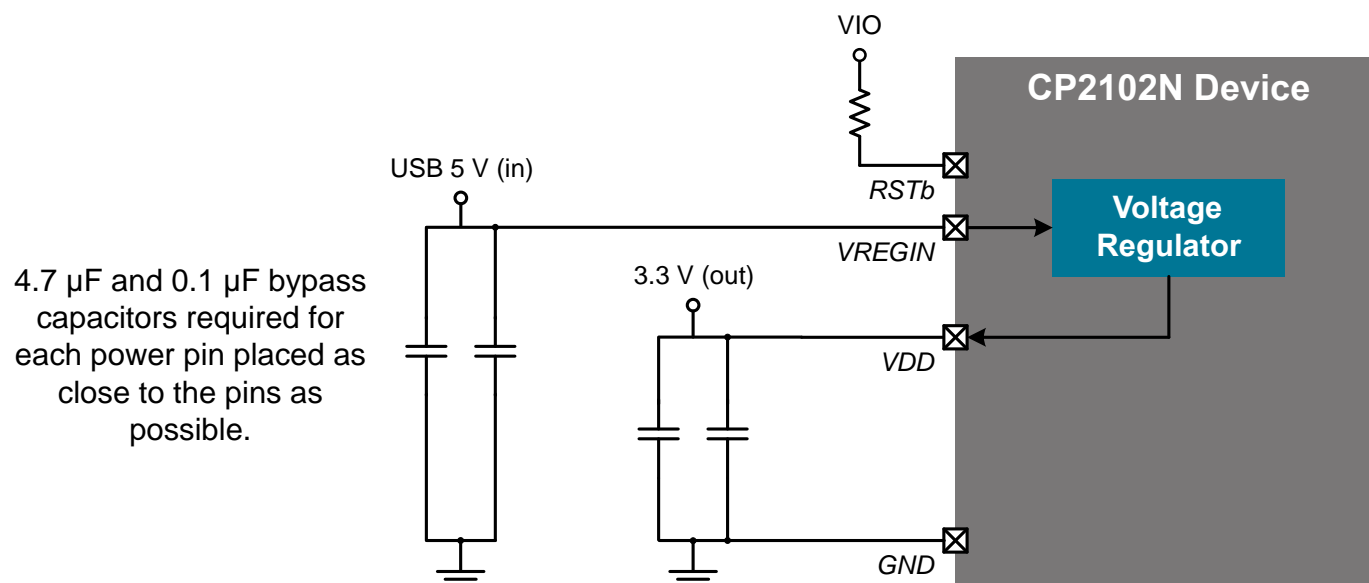 VIO
CP2102N Device
USB 5 V (in)
RSTb
Voltage
Regulator
VREGIN
4.7 µF and 0.1 µF bypass
capacitors required for
each power pin placed as
close to the pins as
possible.
3.3 V (out)
VDD
GND